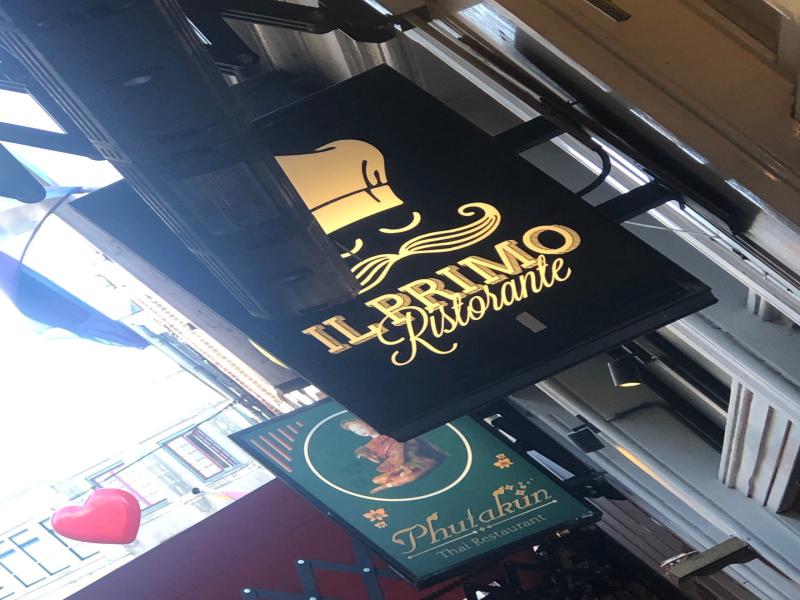 IL PRIMO
Ristorante
Phutakun
Thai Restaurant